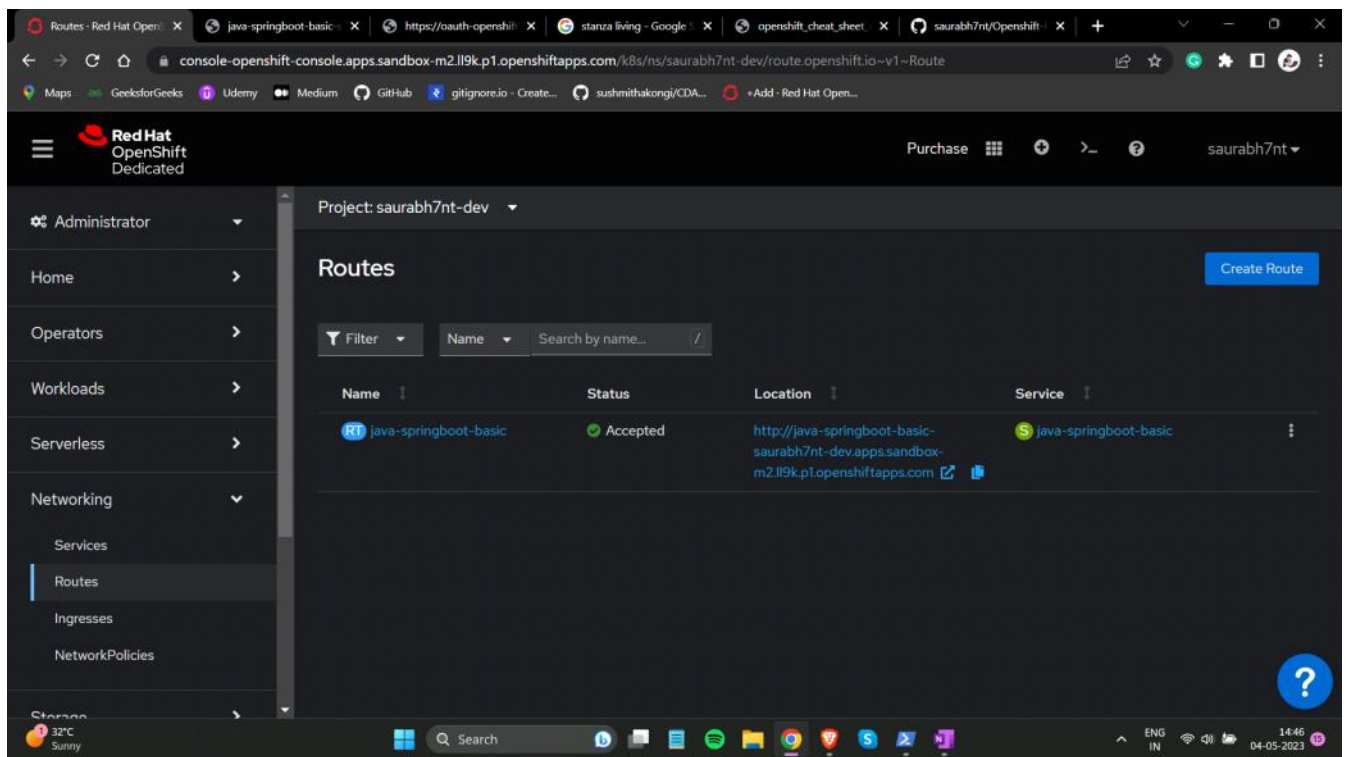 Routes - Red Hat Open
java-springboot-basic-s
https://oauth-openshift
stanza living - Google S
openshift_cheat_sheet_
saurabh7nt/Openshift-
console-openshift-console.apps.sandbox-m2.ll9k.p1.openshiftapps.com/k8s/ns/saurabh7nt-dev/route.openshift.io~v1~Route
Maps
GeeksforGeeks
Udemy
Medium
GitHub
gitignore.io - Create...
sushmithakongi/CDA...
+Add · Red Hat Open...
Red Hat
OpenShift
Dedicated
Purchase
saurabh7nt
Administrator
Home
Operators
Workloads
Serverless
Networking
Services
Routes
Ingresses
NetworkPolicies
Storage
Project: saurabh7nt-dev
Routes
Create Route
Filter
Name
Search by name...
/
Name
Status
Location
Service
RT java-springboot-basic
Accepted
http://java-springboot-basic-
saurabh7nt-dev.apps.sandbox-
m2.ll9k.p1.openshiftapps.com
S java-springboot-basic
?
32°C
Sunny
Search
ENG
IN
14:46
04-05-2023
15